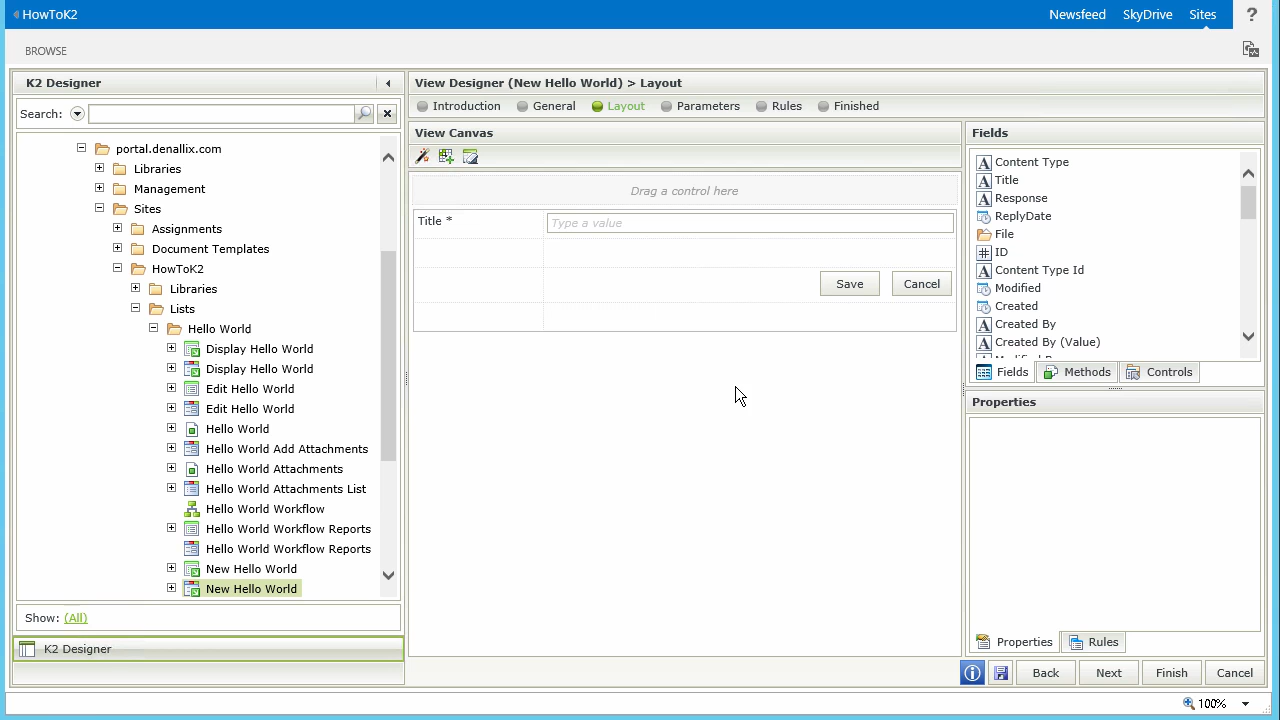 HowToK2
Newsfeed SkyDrive Sites ?
BROWSE
K2 Designer
Search:
portal.denallix.com
Libraries
Management
Sites
Assignments
Document Templates
HowToK2
Libraries
Lists
Hello World
Display Hello World
Display Hello World
Edit Hello World
Edit Hello World
Hello World
Hello World Add Attachments
Hello World Attachments
Hello World Attachments List
Hello World Workflow
Hello World Workflow Reports
Hello World Workflow Reports
New Hello World
New Hello World
Show: (All)
K2 Designer
View Designer (New Hello World) > Layout
Introduction General Layout Parameters Rules Finished
View Canvas
Drag a control here
Title * Type a value
Save Cancel
Fields
Content Type
Title
Response
ReplyDate
File
ID
Content Type Id
Modified
Created
Created By
Created By (Value)
Fields Methods Controls
Properties
Properties Rules
Back Next Finish Cancel
100%